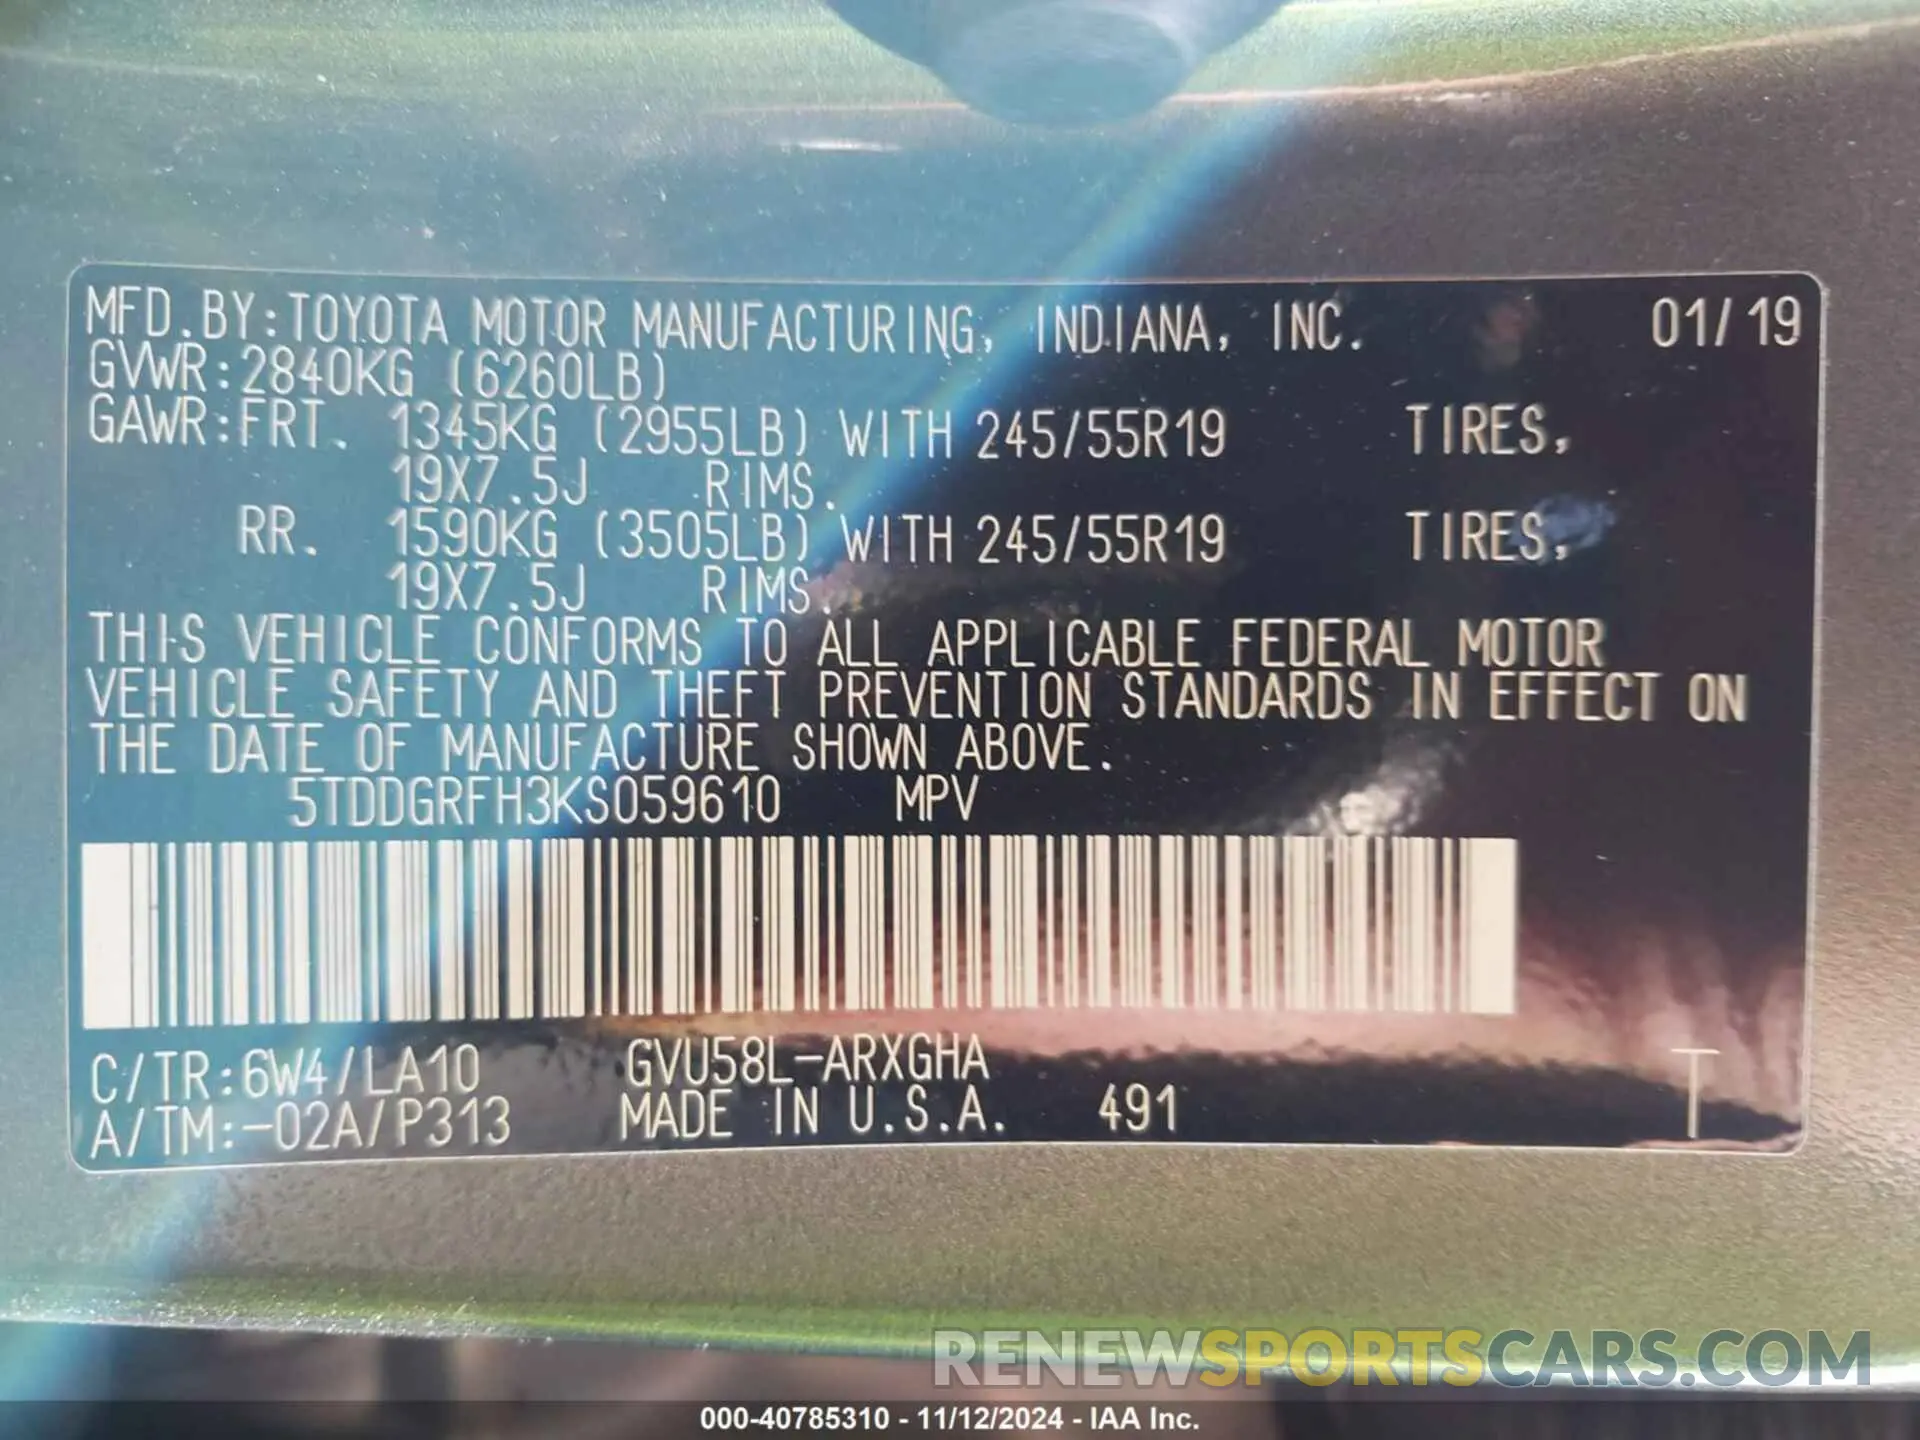 MFD.BY:TOYOTA MOTOR MANUFACTURING, INDIANA, INC. 01/19
GVWR:2840KG (6260LB)
GAWR:FRT. 1345KG (2955LB) WITH 245/55R19 TIRES,
19X7.5J RIMS.
RR. 1590KG (3505LB) WITH 245/55R19 TIRES,
19X7.5J RIMS.
THIS VEHICLE CONFORMS TO ALL APPLICABLE FEDERAL MOTOR
VEHICLE SAFETY AND THEFT PREVENTION STANDARDS IN EFFECT ON
THE DATE OF MANUFACTURE SHOWN ABOVE.
5TDDGRFH3KS059610 MPV
C/TR:6W4/LA10 GVU58L-ARXGHA
A/TM:-02A/P313 MADE IN U.S.A. 491 T
RENEWSPORTSCARS.COM
000-40785310 - 11/12/2024 - IAA Inc.